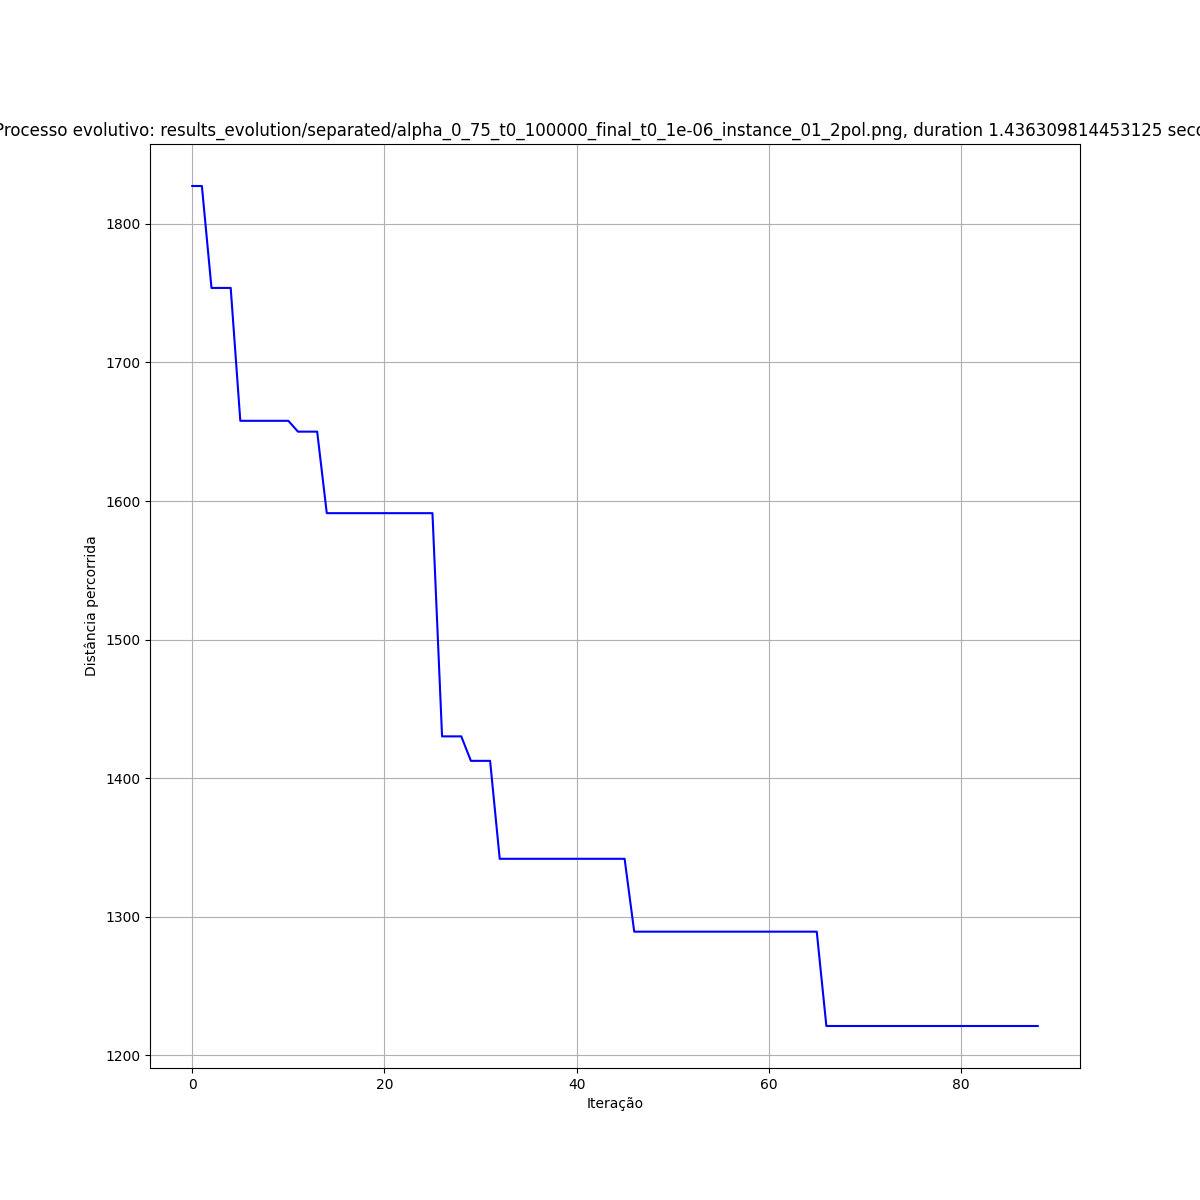 Processo evolutivo: results_evolution/separated/alpha_0_75_t0_100000_final_t0_1e-06_instance_01_2pol.png, duration 1.436309814453125
1800
1700
1600
1500
1400
1300
1200
Distância percorrida
0 20 40 60 80
Iteração